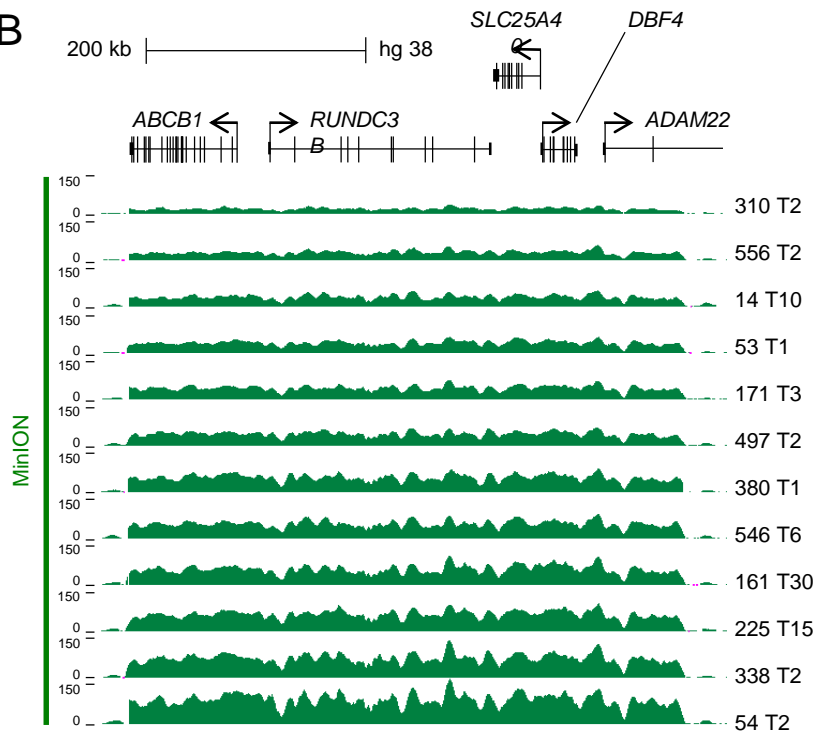 B
200 kb
hg 38
SLC25A4
0
DBF4
ABCB1
RUNDC3
B
ADAM22
MinION
150
0
310 T2
150
0
556 T2
150
0
14 T10
150
0
53 T1
150
0
171 T3
150
0
497 T2
150
0
380 T1
150
0
546 T6
150
0
161 T30
150
0
225 T15
150
0
338 T2
150
0
54 T2